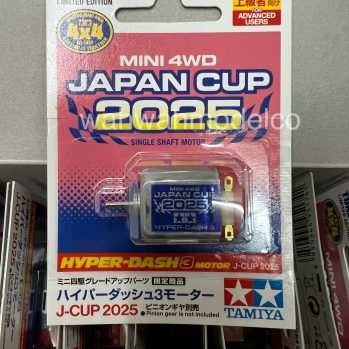 LIMITED EDITION
上級者向け
FOR
ADVANCED
USERS
4x4
MINI 4WD
JAPAN CUP
2025
waiwanmodelco
SINGLE SHAFT MOTOR
MINI 4WD
JAPAN CUP
2025
HYPER-DASH 3
HYPER-DASH 3 MOTOR J-CUP 2025
ミニ四駆グレードアップパーツ 限定商品
ハイパーダッシュ3モーター
J-CUP 2025
ピニオンギヤ別売
Pinion gear is not included
TAMIYA